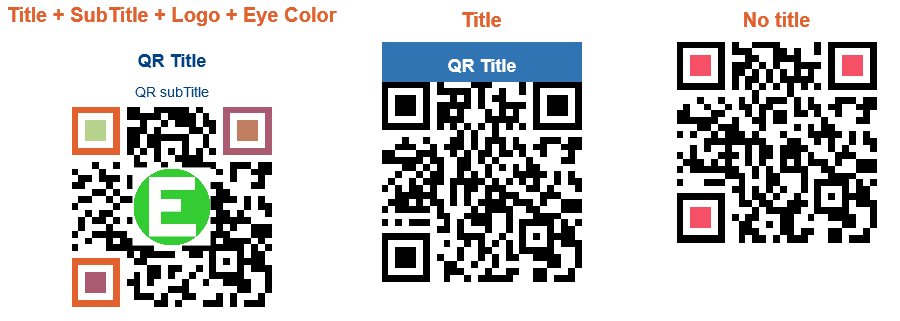 Title + SubTitle + Logo + Eye Color
QR Title
QR subTitle
E
Title
QR Title
No title